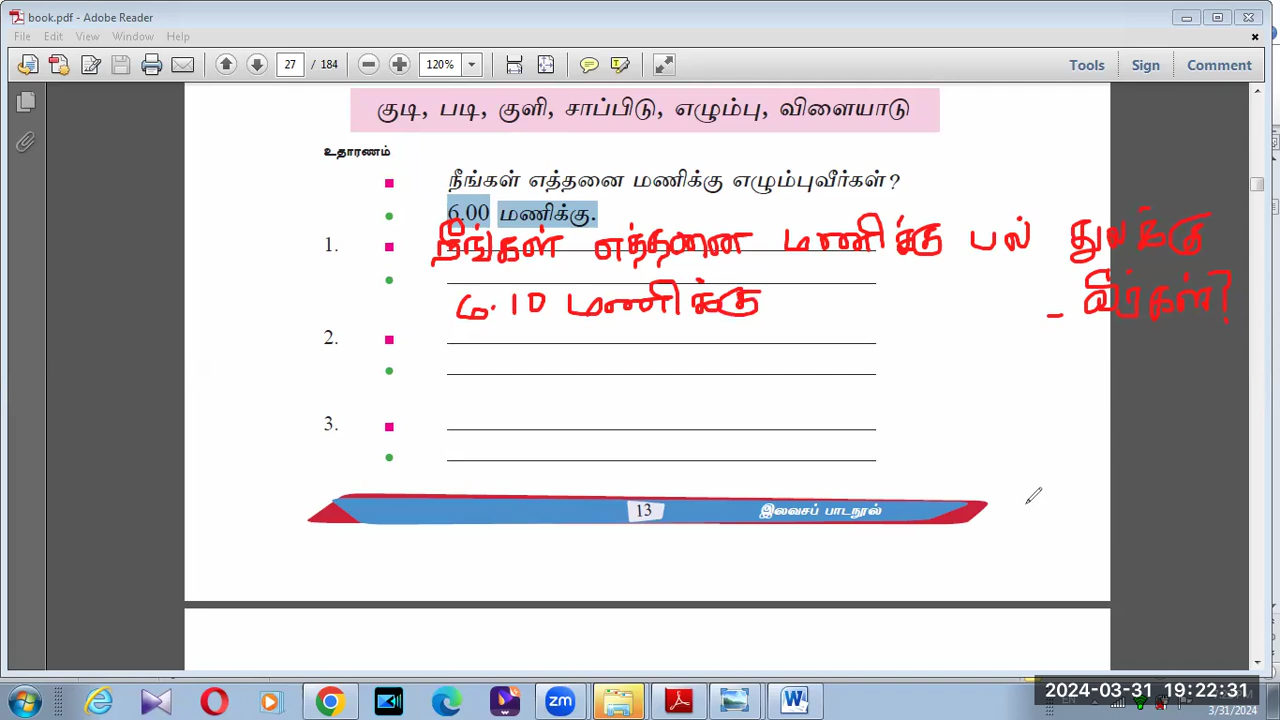 book.pdf - Adobe Reader
File Edit View Window Help
27 / 184 120% Tools Sign Comment
குடி, படி, குளி, சாப்பிடு, எழும்பு, விளையாடு
உதாரணம்
நீங்கள் எத்தனை மணிக்கு எழும்புவீர்கள்?
6.00 மணிக்கு.
1. நீங்கள் எத்தனை மணிக்கு பல் துலக்கு
- வீர்கள்?
6.10 மணிக்கு
2.
3.
13 இலவசப் பாடநூல்
2024-03-31 19:22:31
3/31/2024